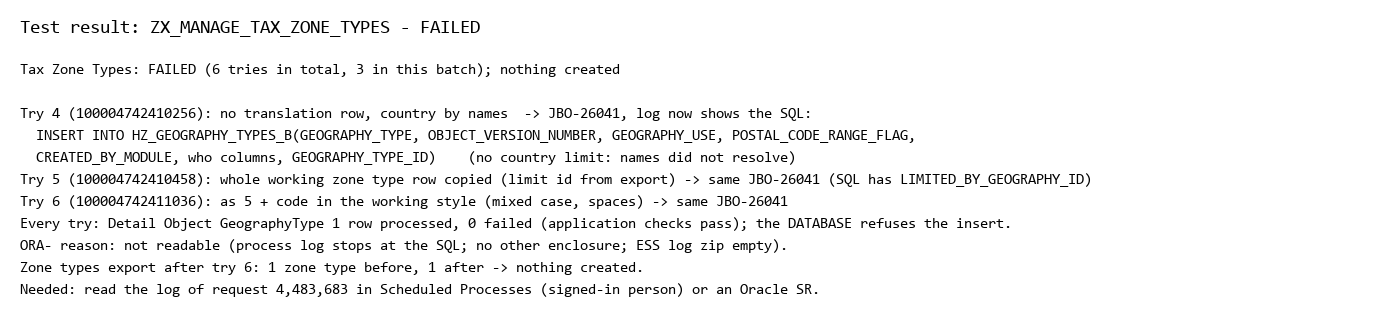 Test result: ZX_MANAGE_TAX_ZONE_TYPES - FAILED
Tax Zone Types: FAILED (6 tries in total, 3 in this batch); nothing created
Try 4 (100004742410256): no translation row, country by names  -> JBO-26041, log now shows the SQL:
INSERT INTO HZ_GEOGRAPHY_TYPES_B(GEOGRAPHY_TYPE, OBJECT_VERSION_NUMBER, GEOGRAPHY_USE, POSTAL_CODE_RANGE_FLAG,
CREATED_BY_MODULE, who columns, GEOGRAPHY_TYPE_ID)    (no country limit: names did not resolve)
Try 5 (100004742410458): whole working zone type row copied (limit id from export) -> same JBO-26041 (SQL has LIMITED_BY_GEOGRAPHY_ID)
Try 6 (100004742411036): as 5 + code in the working style (mixed case, spaces) -> same JBO-26041
Every try: Detail Object GeographyType 1 row processed, 0 failed (application checks pass); the DATABASE refuses the insert.
ORA- reason: not readable (process log stops at the SQL; no other enclosure; ESS log zip empty).
Zone types export after try 6: 1 zone type before, 1 after -> nothing created.
Needed: read the log of request 4,483,683 in Scheduled Processes (signed-in person) or an Oracle SR.